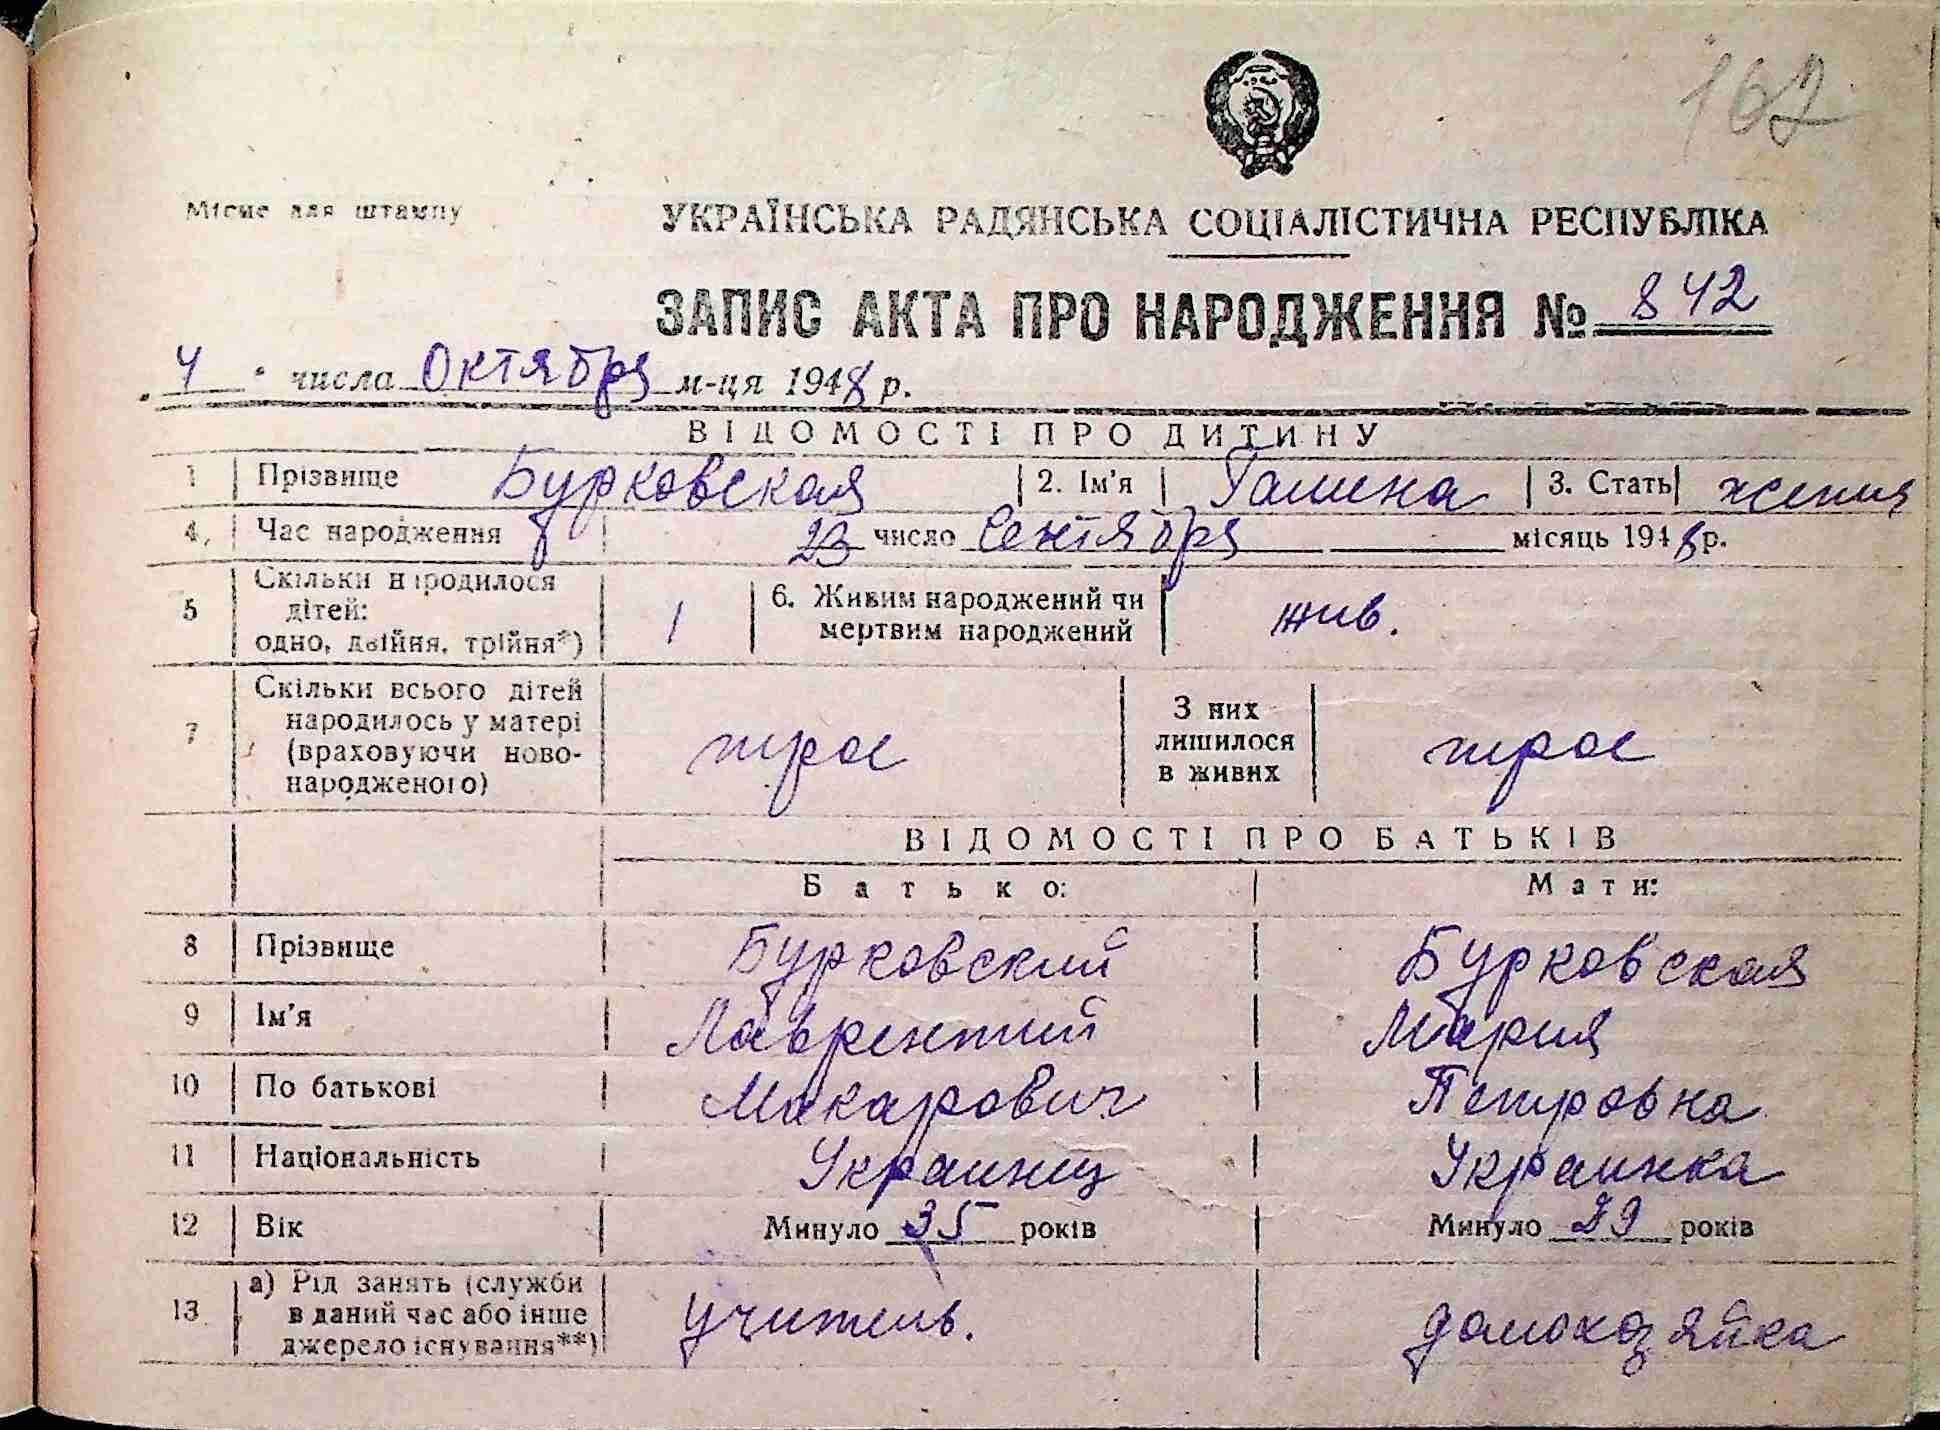 162
Місце для штампу
УКРАЇНСЬКА РАДЯНСЬКА СОЦІАЛІСТИЧНА РЕСПУБЛІКА
ЗАПИС АКТА ПРО НАРОДЖЕННЯ № 842
4 числа Октября м-ця 1948 р.
ВІДОМОСТІ ПРО ДИТИНУ
1 Прізвище Бурковская 2. Ім'я Галина 3. Стать женщ
4. Час народження 23 число Сентября місяць 1948 р.
5 Скільки народилося
дітей:
одно, двійня, трійня*) 1 6. Живим народжений чи
мертвим народжений жив.
7 Скільки всього дітей
народилось у матері
(враховуючи ново-
народженого) трое З них
лишилося
в живих трое
ВІДОМОСТІ ПРО БАТЬКІВ
Батько: Мати:
8 Прізвище Бурковский Бурковская
9 Ім'я Лаврентий Мария
10 По батькові Макарович Петровна
11 Національність Украинец Украинка
12 Вік Минуло 35 років Минуло 29 років
13 а) Рід занять (служби
в даний час або інше
джерело існування**) учитель. домохозяйка